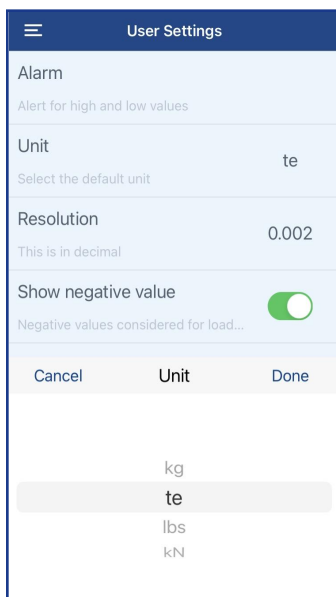 User Settings
Alarm
Alert for high and low values
Unit
te
Select the default unit
Resolution
0.002
This is in decimal
Show negative value
Negative values considered for load...
Cancel Unit Done
kg
te
lbs
kN